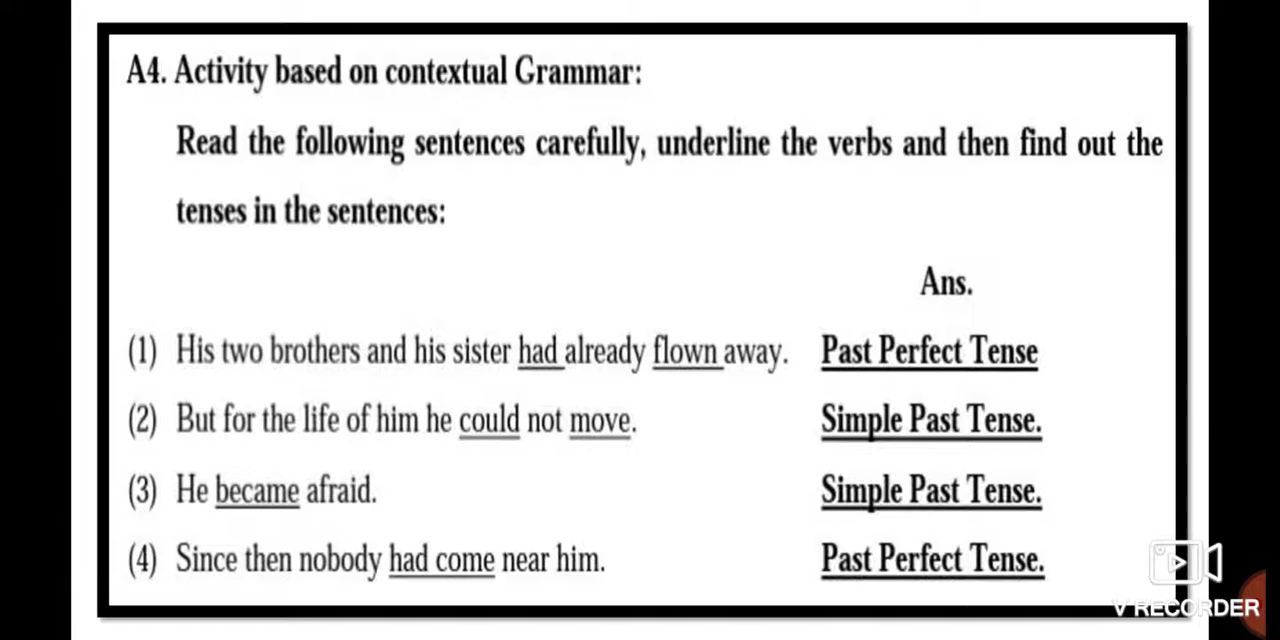 A4. Activity based on contextual Grammar:
Read the following sentences carefully, underline the verbs and then find out the
tenses in the sentences:
Ans.
(1) His two brothers and his sister had already flown away. Past Perfect Tense
(2) But for the life of him he could not move. Simple Past Tense.
(3) He became afraid. Simple Past Tense.
(4) Since then nobody had come near him. Past Perfect Tense.
V RECORDER